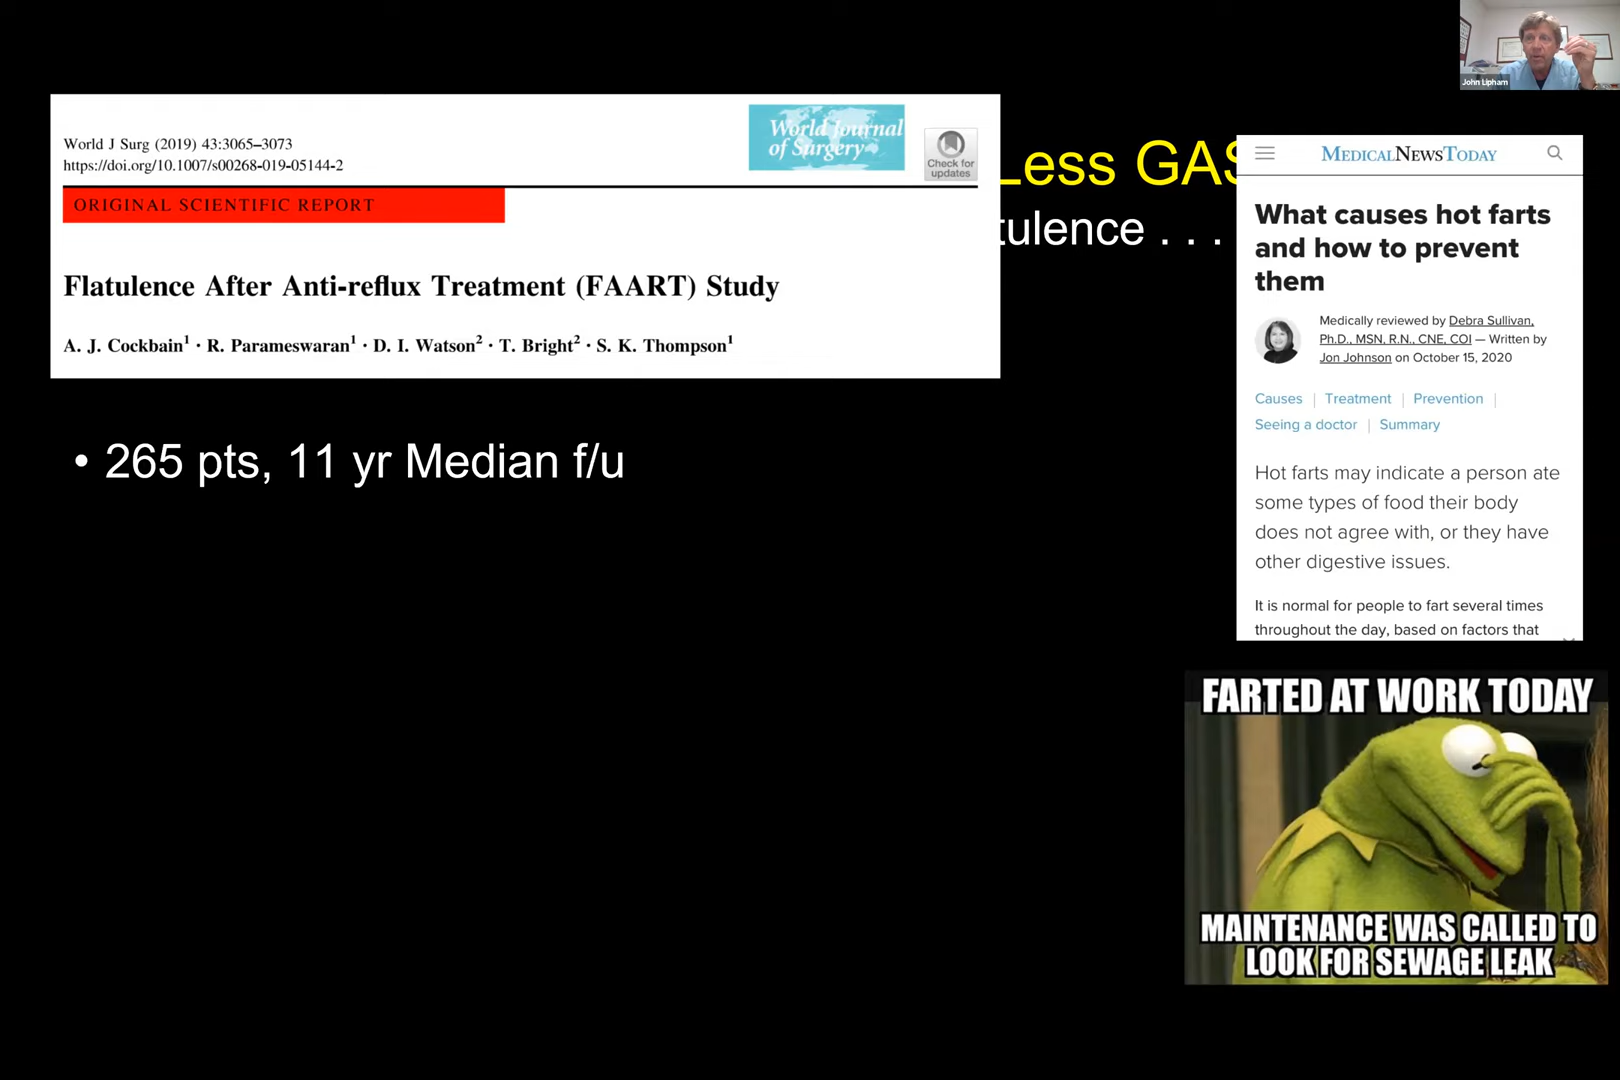 John Lipham
World J Surg (2019) 43:3065–3073
https://doi.org/10.1007/s00268-019-05144-2
World Journal
of Surgery
Check for
updates
ORIGINAL SCIENTIFIC REPORT
Flatulence After Anti-reflux Treatment (FAART) Study
A. J. Cockbain1 · R. Parameswaran1 · D. I. Watson2 · T. Bright2 · S. K. Thompson1
Less GAS
tulence . . .
• 265 pts, 11 yr Median f/u
MEDICALNEWSTODAY
What causes hot farts
and how to prevent
them
Medically reviewed by Debra Sullivan,
Ph.D., MSN, R.N., CNE, COI — Written by
Jon Johnson on October 15, 2020
Causes | Treatment | Prevention |
Seeing a doctor | Summary
Hot farts may indicate a person ate
some types of food their body
does not agree with, or they have
other digestive issues.
It is normal for people to fart several times
throughout the day, based on factors that
FARTED AT WORK TODAY
MAINTENANCE WAS CALLED TO
LOOK FOR SEWAGE LEAK